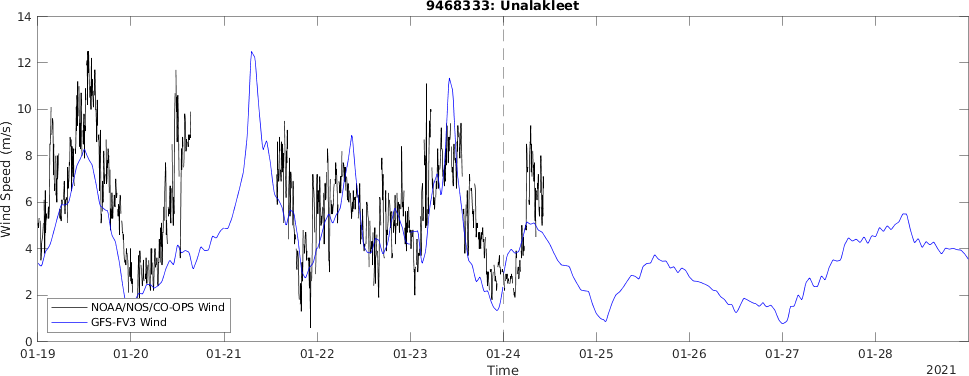 9468333: Unalakleet
14
12
10
8
6
4
2
0
Wind Speed (m/s)
NOAA/NOS/CO-OPS Wind
GFS-FV3 Wind
01-19 01-20 01-21 01-22 01-23 01-24 01-25 01-26 01-27 01-28
Time
2021